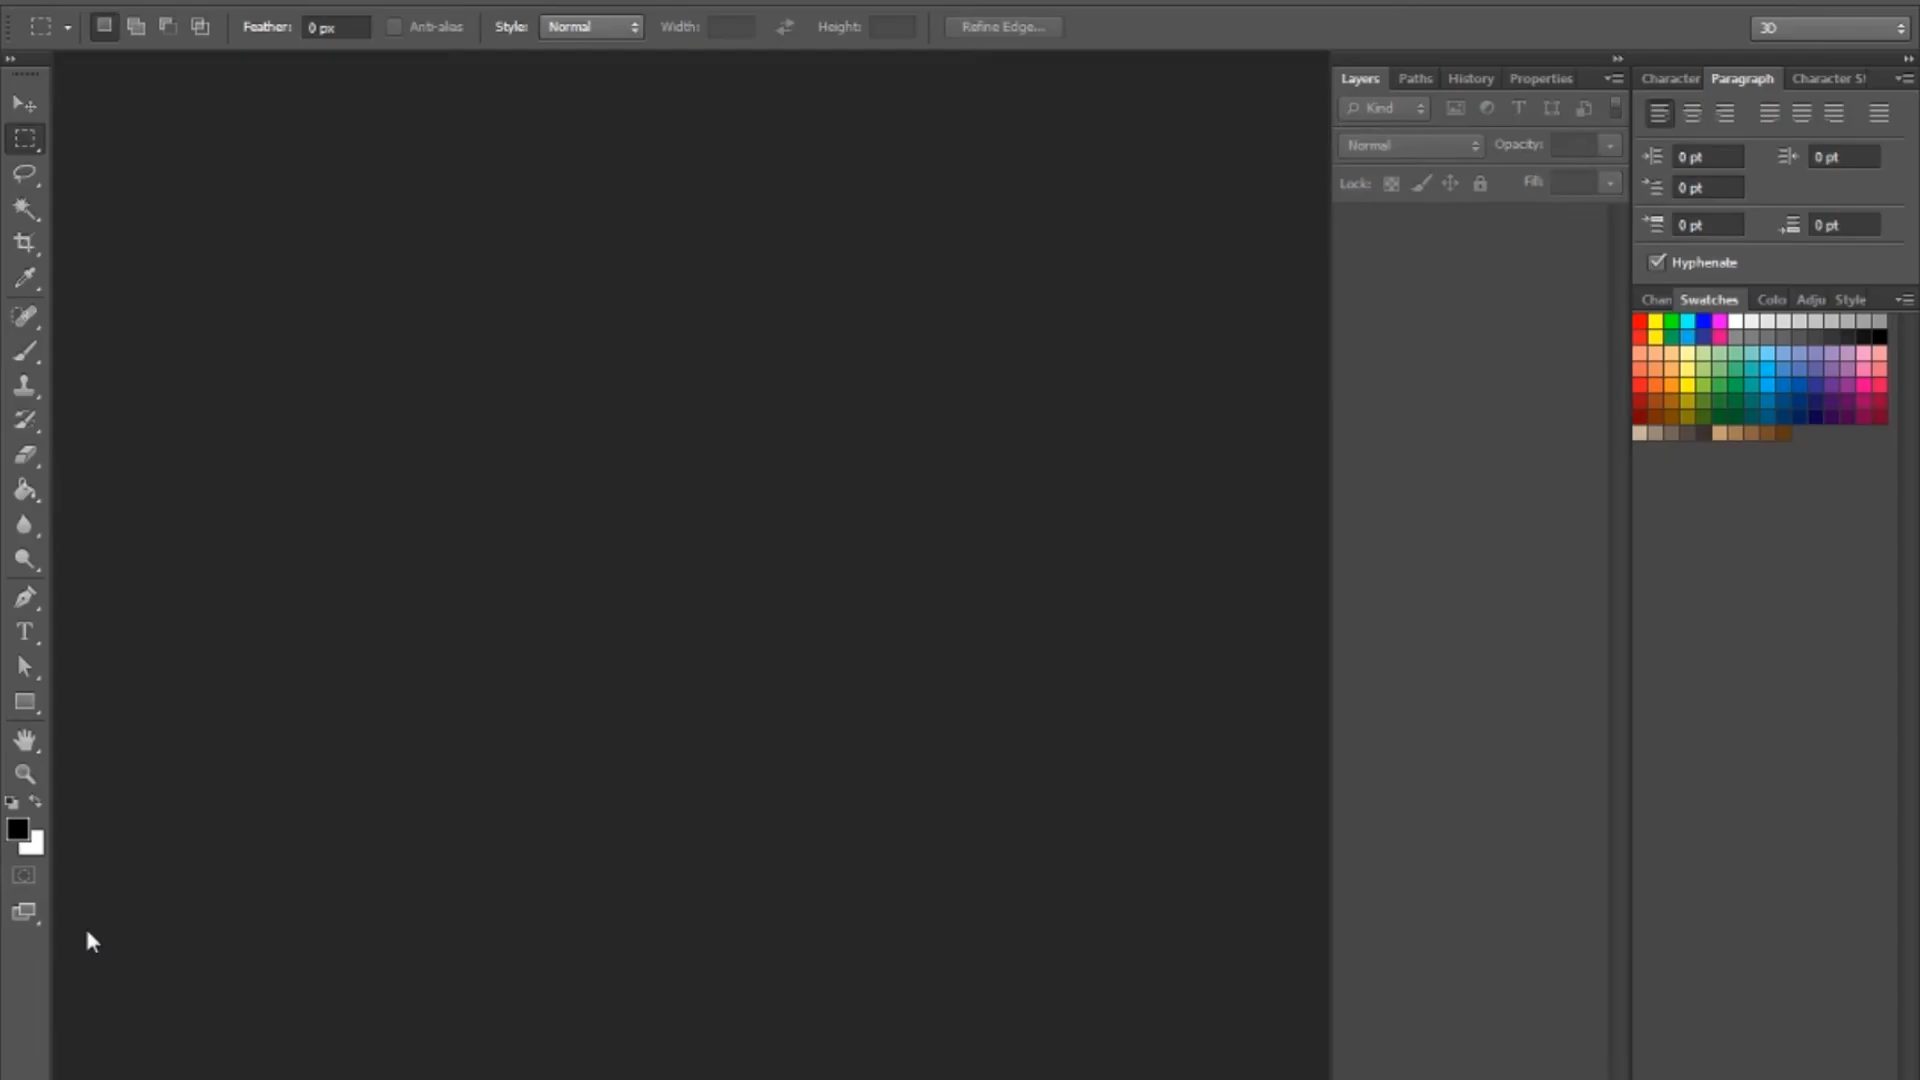 Feather: 0 px Anti-alias Style: Normal Width: Height: Refine Edge... 3D
Layers Paths History Properties Character Paragraph Character S
Kind
Normal Opacity:
0 pt 0 pt
Lock: Fill:
0 pt
0 pt 0 pt
Hyphenate
Chan Swatches Colo Adju Style
T